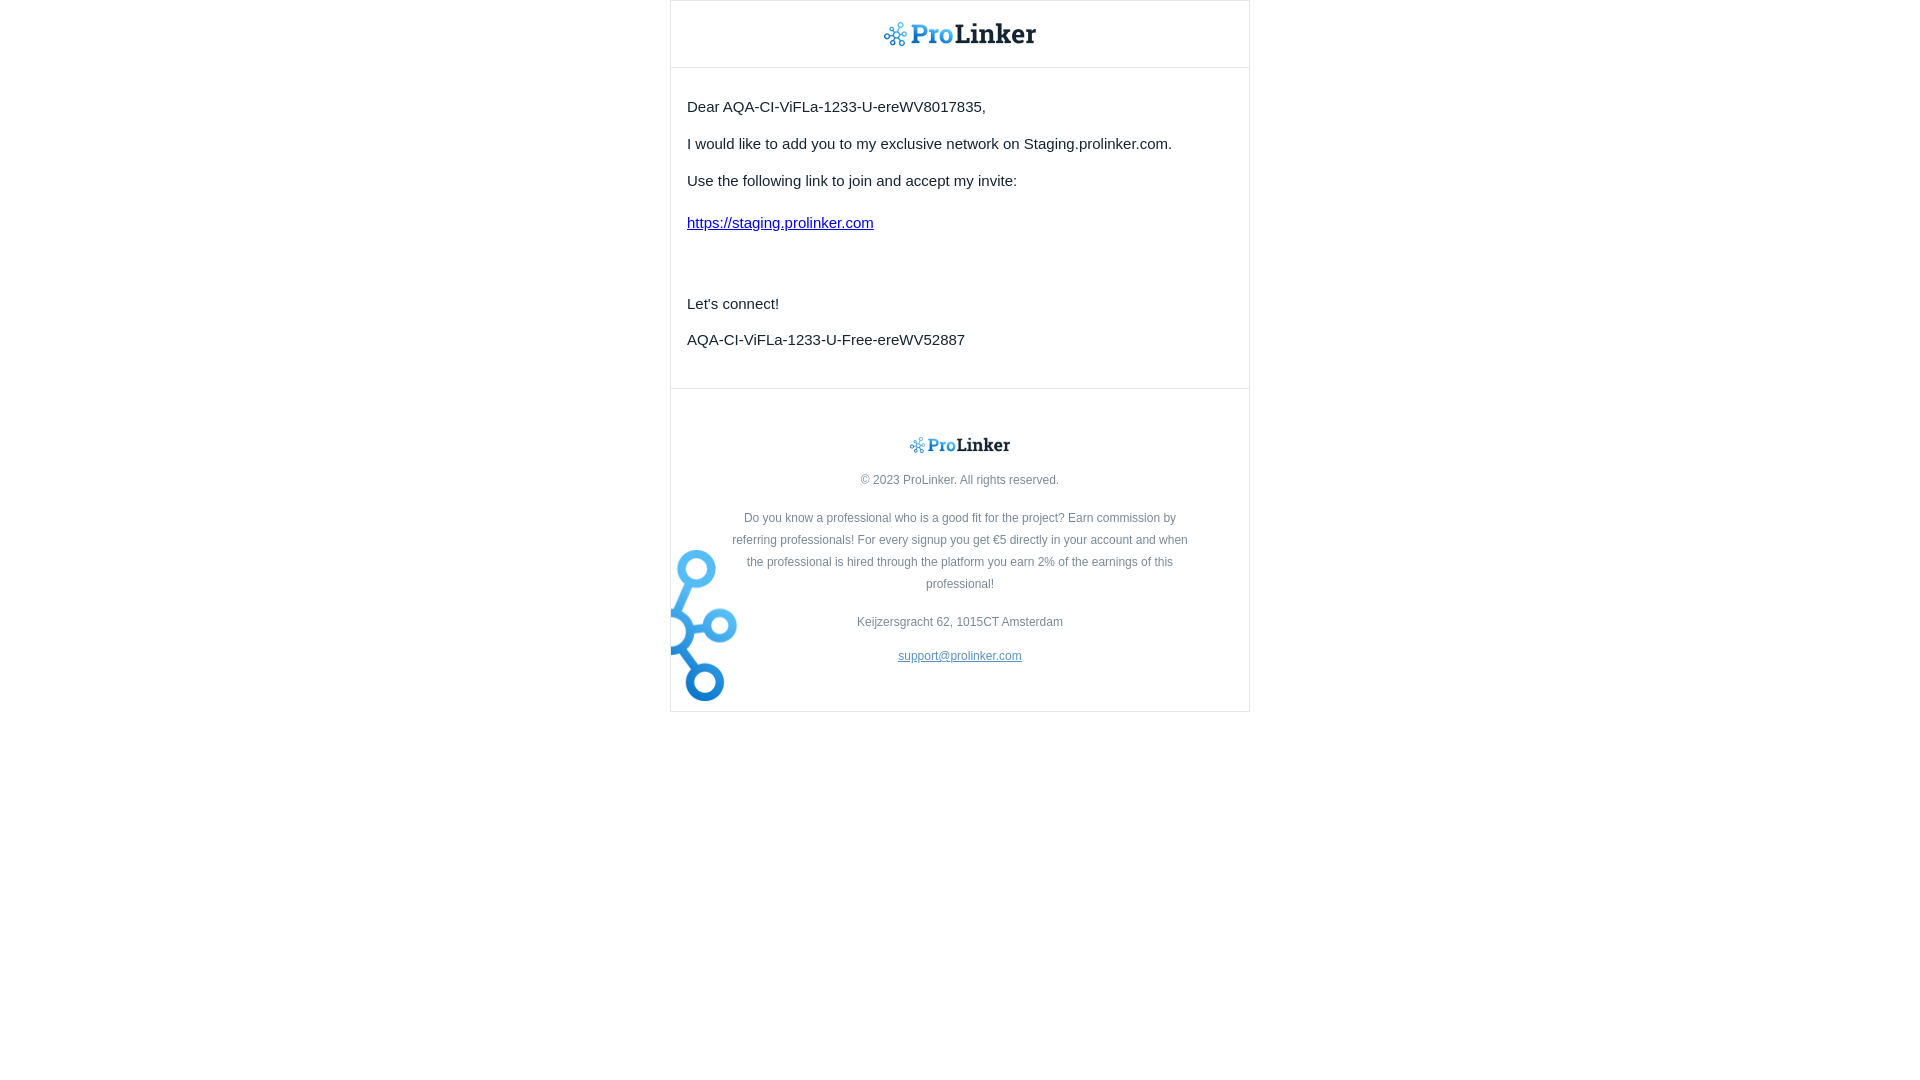 ProLinker
Dear AQA-CI-ViFLa-1233-U-ereWV8017835,
I would like to add you to my exclusive network on Staging.prolinker.com.
Use the following link to join and accept my invite:
https://staging.prolinker.com
Let's connect!
AQA-CI-ViFLa-1233-U-Free-ereWV52887
ProLinker
© 2023 ProLinker. All rights reserved.
Do you know a professional who is a good fit for the project? Earn commission by
referring professionals! For every signup you get €5 directly in your account and when
the professional is hired through the platform you earn 2% of the earnings of this
professional!
Keijzersgracht 62, 1015CT Amsterdam
support@prolinker.com